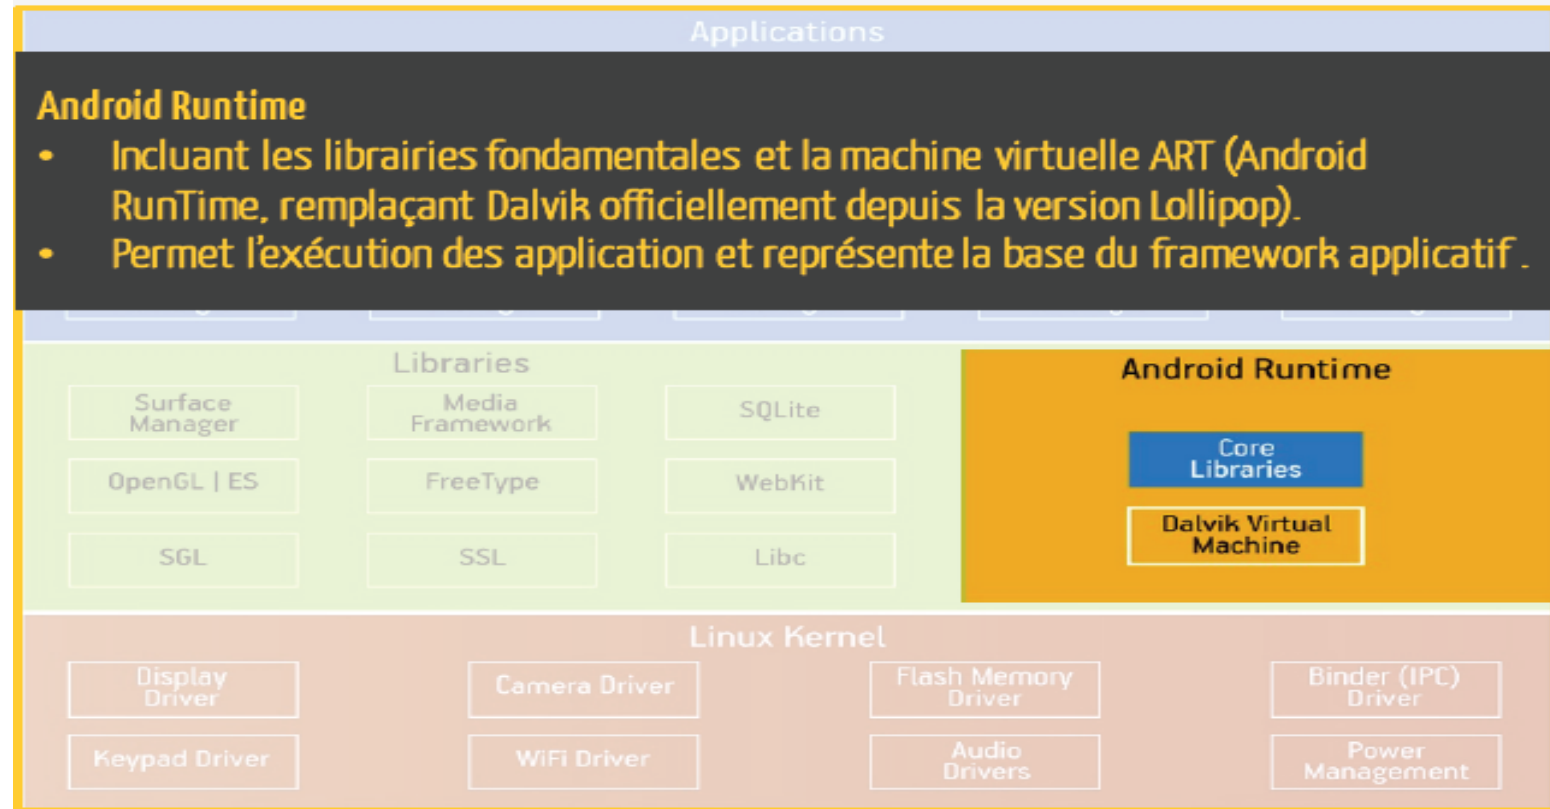 Applications
Android Runtime
• Incluant les librairies fondamentales et la machine virtuelle ART (Android
RunTime, remplaçant Dalvik officiellement depuis la version Lollipop).
• Permet l'exécution des application et représente la base du framework applicatif .
Libraries
Surface
Manager
Media
Framework
SQLite
OpenGL | ES
FreeType
WebKit
SGL
SSL
Libc
Android Runtime
Core
Libraries
Dalvik Virtual
Machine
Linux Kernel
Display
Driver
Camera Driver
Flash Memory
Driver
Binder (IPC)
Driver
Keypad Driver
WiFi Driver
Audio
Drivers
Power
Management